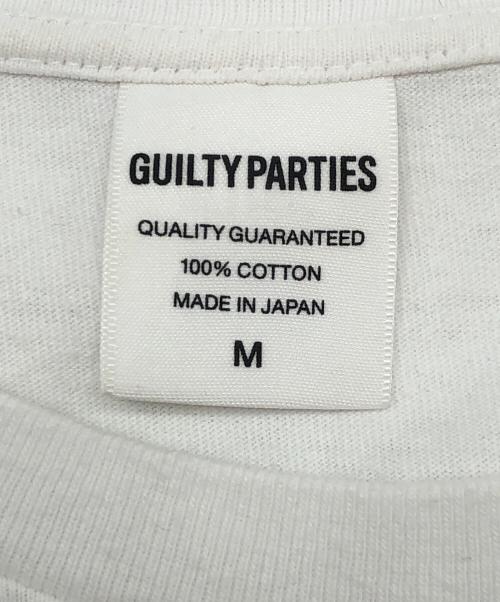 GUILTY PARTIES
QUALITY GUARANTEED
100% COTTON
MADE IN JAPAN
M